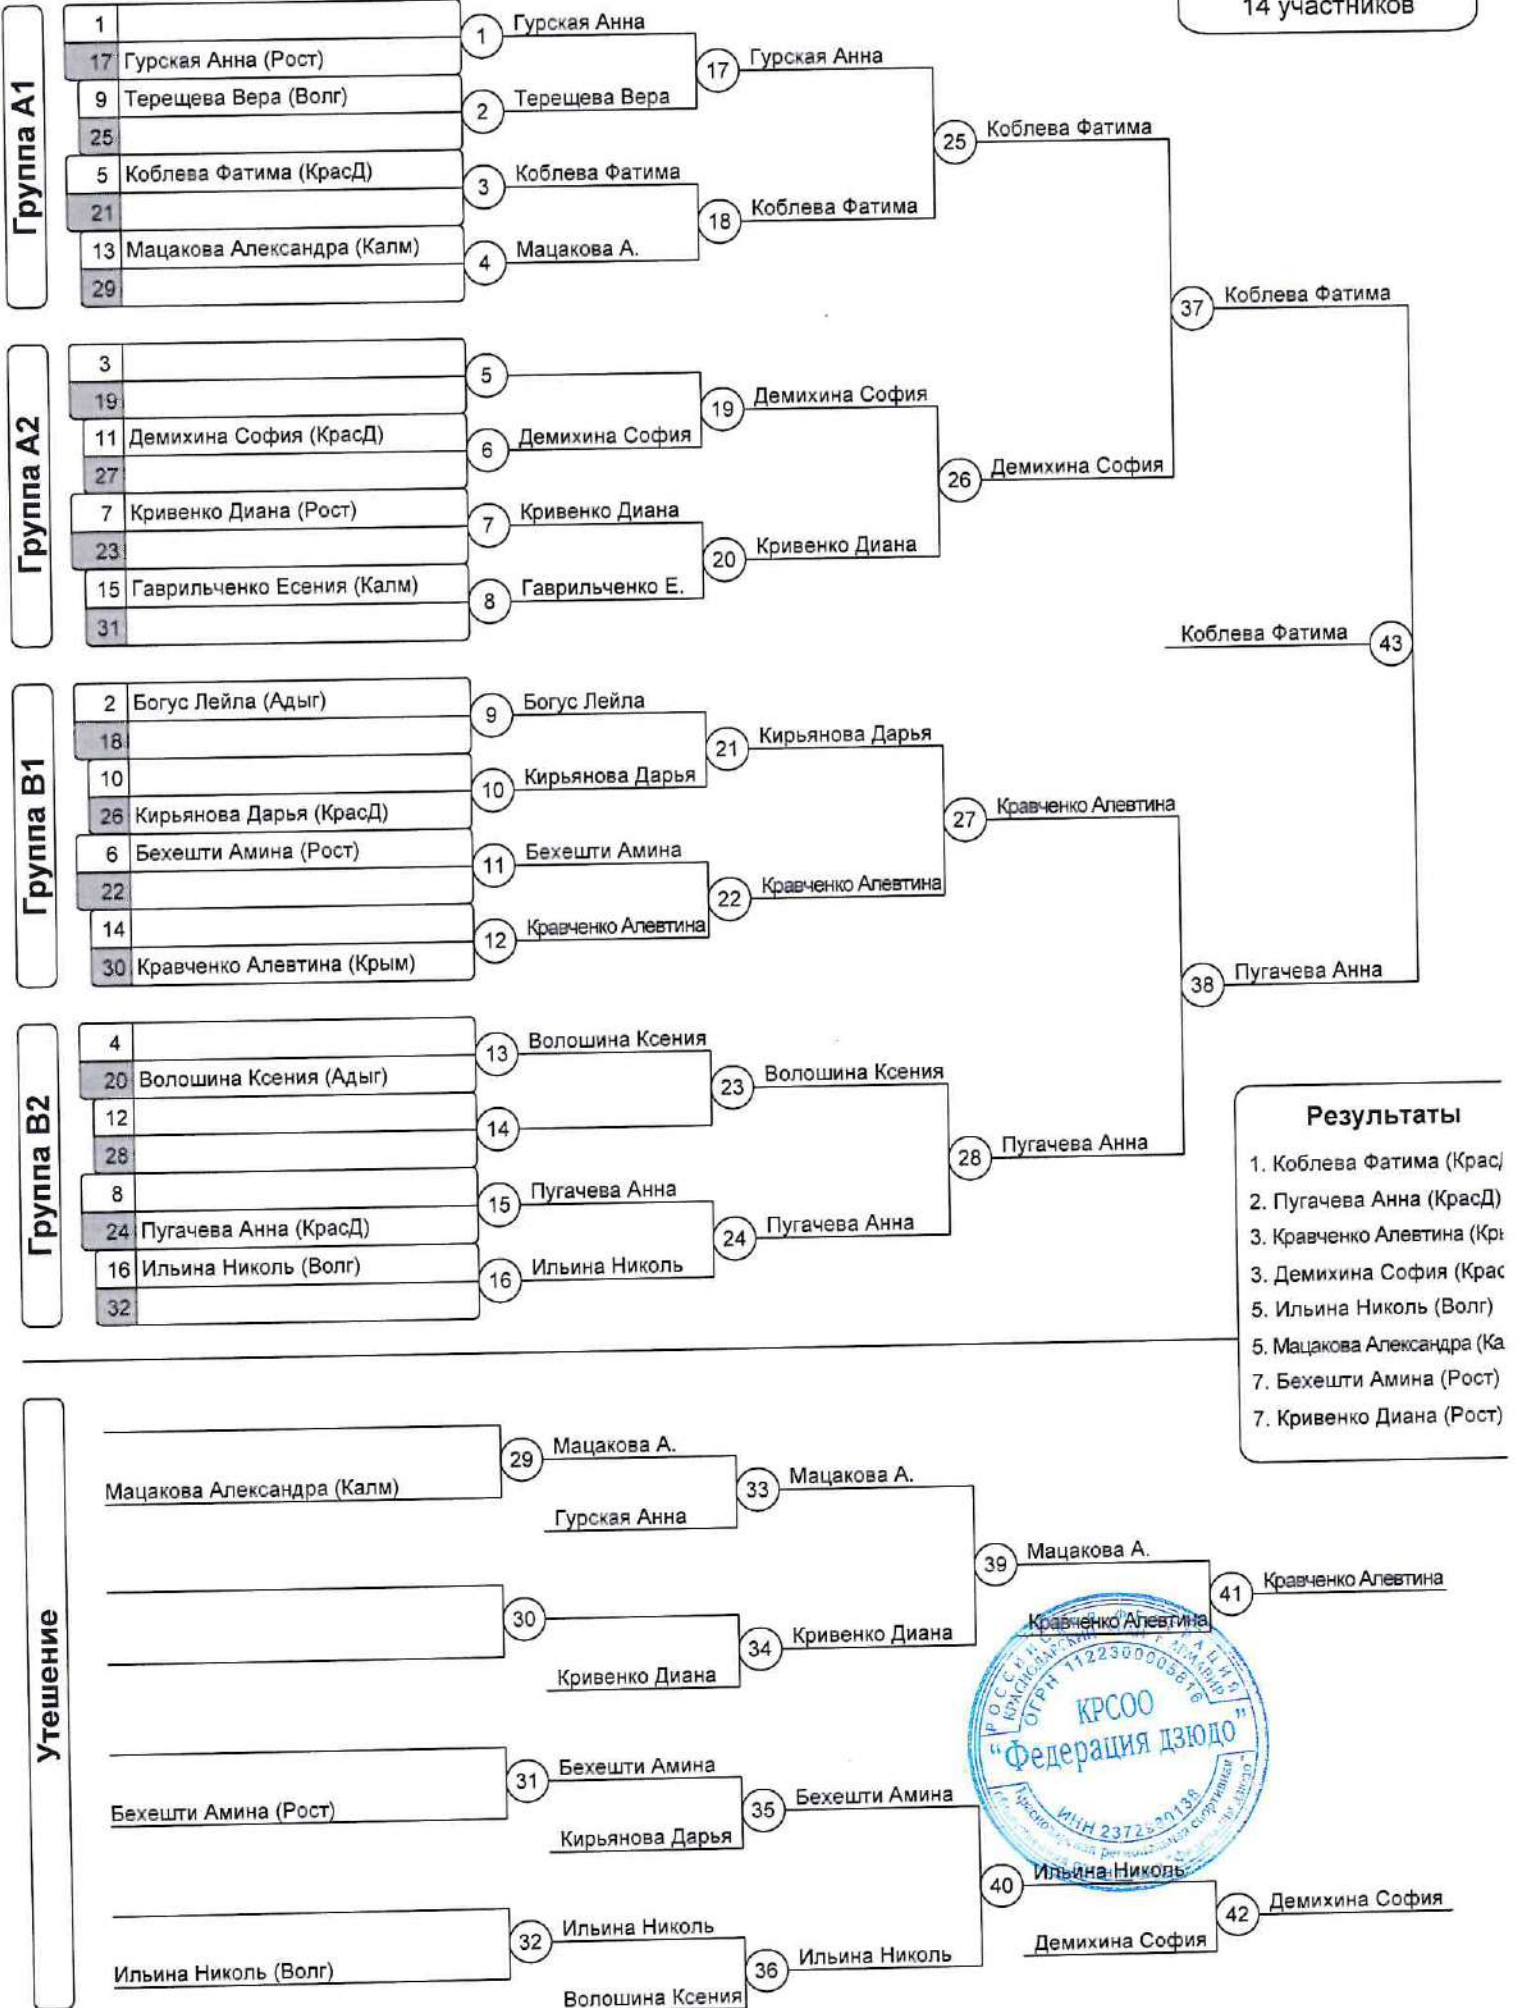 14 участников
Группа А1
1
17 Гурская Анна (Рост)
9 Терещева Вера (Волг)
25
5 Коблева Фатима (КрасД)
21
13 Мацакова Александра (Калм)
29
1 Гурская Анна
2 Терещева Вера
3 Коблева Фатима
4 Мацакова А.
17 Гурская Анна
18 Коблева Фатима
25 Коблева Фатима
37 Коблева Фатима
Группа А2
3
19
11 Демихина София (КрасД)
27
7 Кривенко Диана (Рост)
23
15 Гаврильченко Есения (Калм)
31
5
6 Демихина София
7 Кривенко Диана
8 Гаврильченко Е.
19 Демихина София
20 Кривенко Диана
26 Демихина София
Коблева Фатима 43
Группа В1
2 Богус Лейла (Адыг)
18
10
26 Кирьянова Дарья (КрасД)
6 Бехешти Амина (Рост)
22
14
30 Кравченко Алевтина (Крым)
9 Богус Лейла
10 Кирьянова Дарья
11 Бехешти Амина
12 Кравченко Алевтина
21 Кирьянова Дарья
22 Кравченко Алевтина
27 Кравченко Алевтина
38 Пугачева Анна
Группа В2
4
20 Волошина Ксения (Адыг)
12
28
8
24 Пугачева Анна (КрасД)
16 Ильина Николь (Волг)
32
13 Волошина Ксения
14
15 Пугачева Анна
16 Ильина Николь
23 Волошина Ксения
24 Пугачева Анна
28 Пугачева Анна
Результаты
1. Коблева Фатима (Крас
2. Пугачева Анна (КрасД)
3. Кравченко Алевтина (Кр
3. Демихина София (Крас
5. Ильина Николь (Волг)
5. Мацакова Александра (Ка
7. Бехешти Амина (Рост)
7. Кривенко Диана (Рост)
Утешение
Мацакова Александра (Калм)
29 Мацакова А.
Гурская Анна
33 Мацакова А.
30
Кривенко Диана
34 Кривенко Диана
39 Мацакова А.
Кравченко Алевтина
41 Кравченко Алевтина
Бехешти Амина (Рост)
31 Бехешти Амина
Кирьянова Дарья
35 Бехешти Амина
Ильина Николь (Волг)
32 Ильина Николь
Волошина Ксения
36 Ильина Николь
40 Ильина Николь
Демихина София
42 Демихина София
РОССИЙСКАЯ ФЕДЕРАЦИЯ
КРАСНОДАРСКИЙ КРАЙ Г. АРМАВИР
ОГРН 1122300005816
КРСОО
"Федерация дзюдо"
ИНН